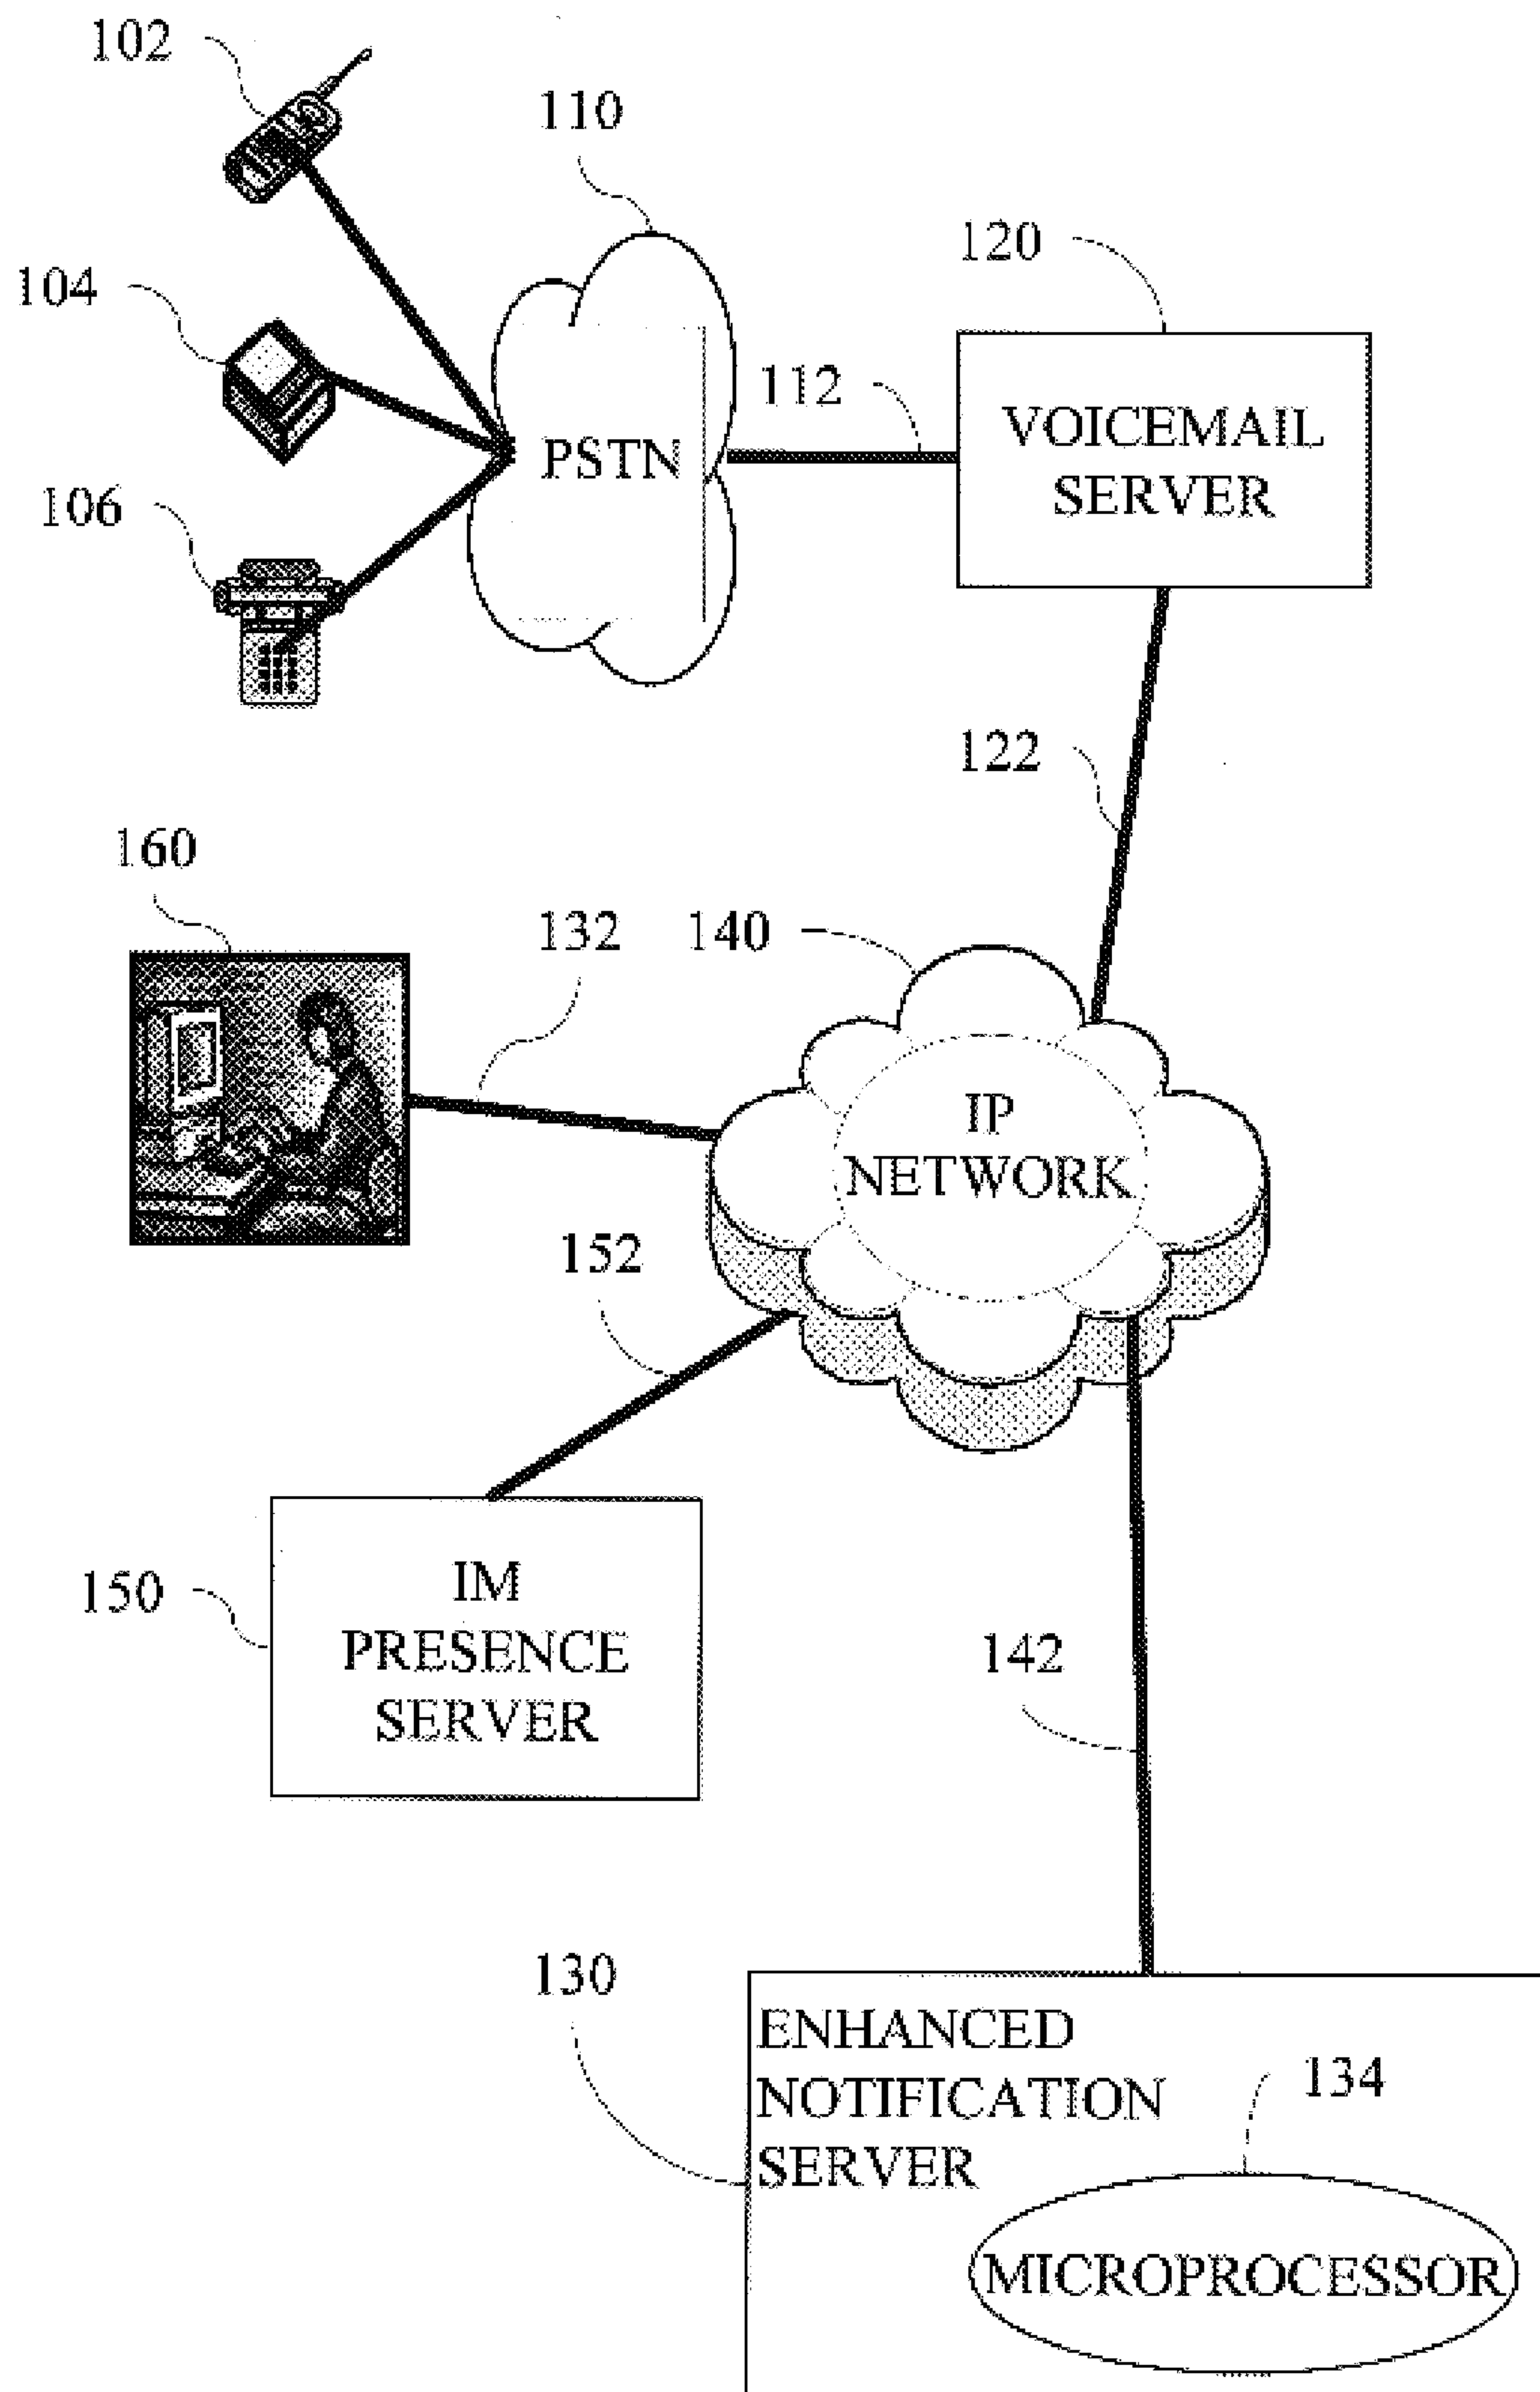 102
110
120
104
112
VOICEMAIL
SERVER
PSTN
106
122
160
132
140
IP
NETWORK
152
IM
PRESENCE
SERVER
150
142
130
ENHANCED
NOTIFICATION
SERVER
134
MICROPROCESSOR